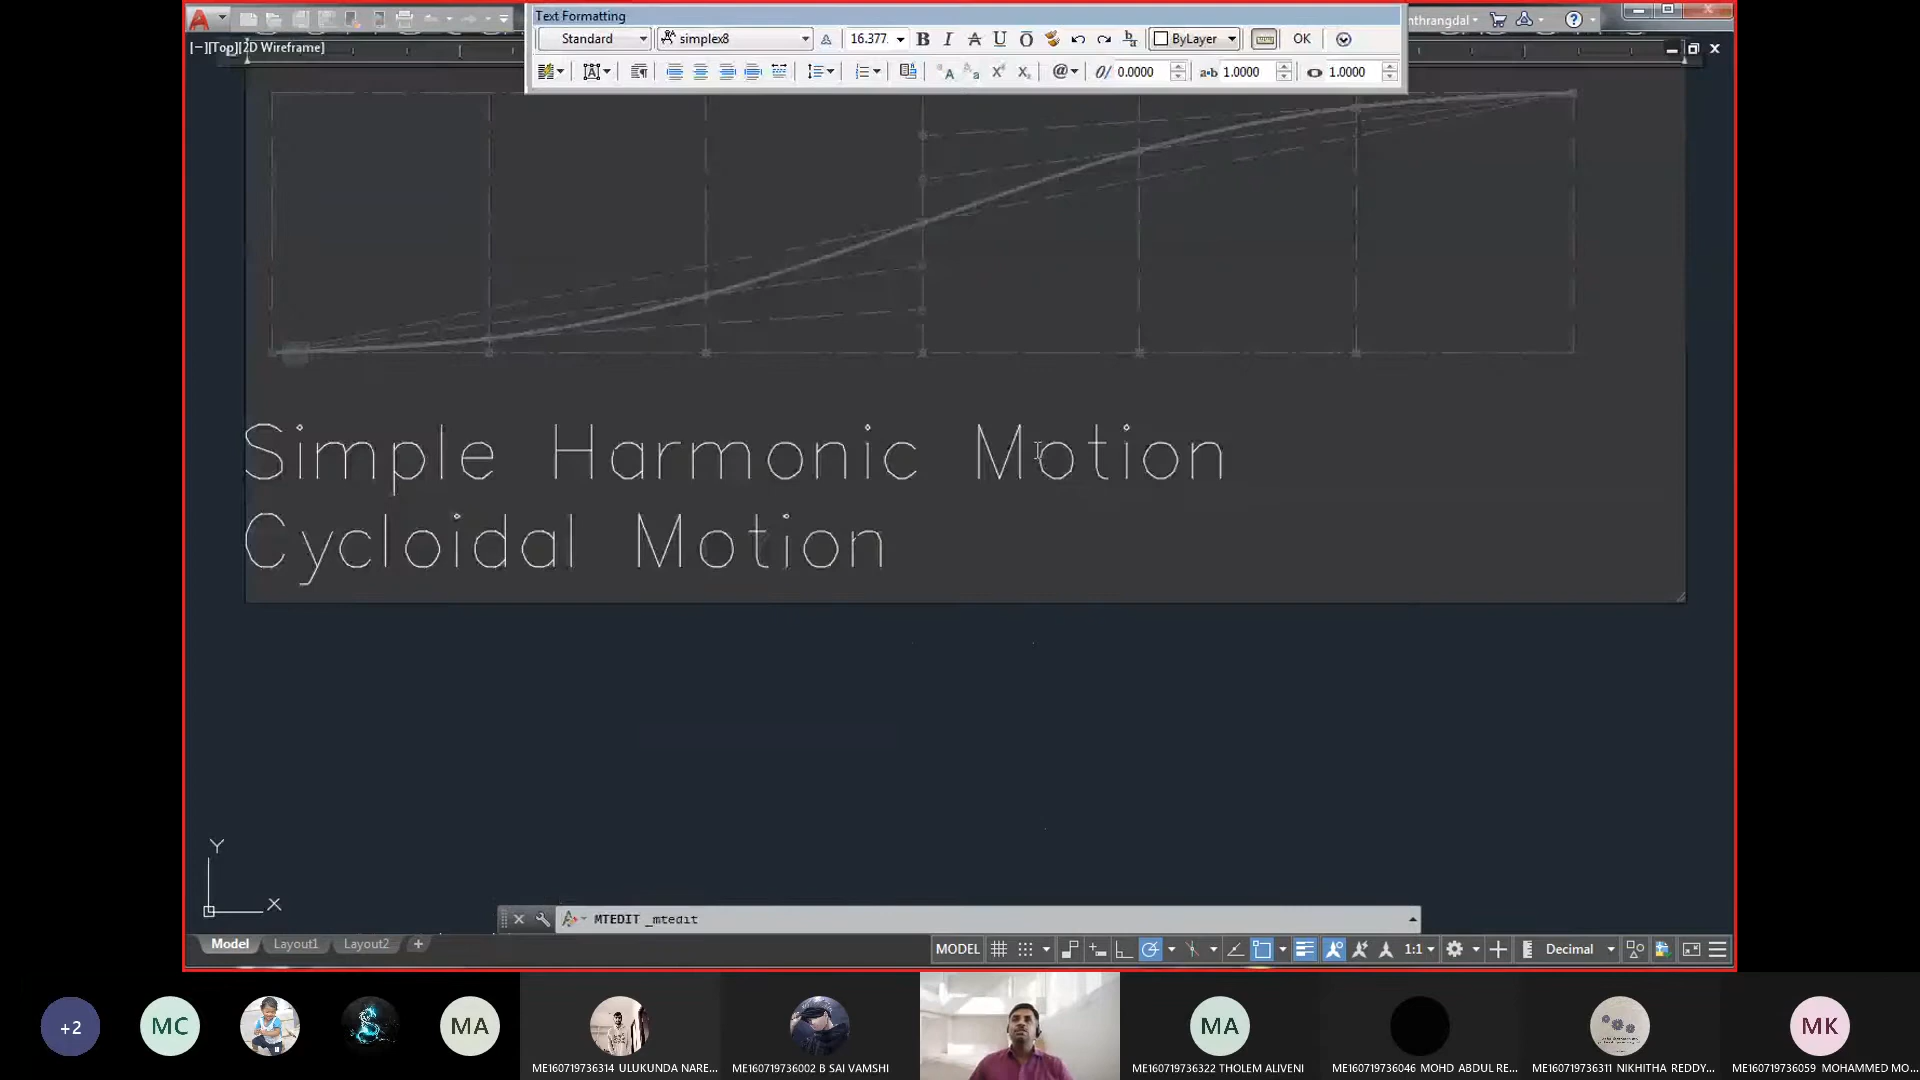 Text Formatting
Standard simplex8 16.377. B I A U O ByLayer OK
nthrangdal
[−][Top][2D Wireframe]
@ 0/ 0.0000 a•b 1.0000 1.0000
Simple Harmonic Motion
Cycloidal Motion
Y
X
MTEDIT _mtedit
Model Layout1 Layout2 +
MODEL 1:1 Decimal
+2 MC MA MA MK
ME160719736314 ULUKUNDA NARE...
ME160719736002 B SAI VAMSHI
ME160719736322 THOLEM ALIVENI
ME160719736046 MOHD ABDUL RE...
ME160719736311 NIKHITHA REDDY...
ME160719736059 MOHAMMED MO...